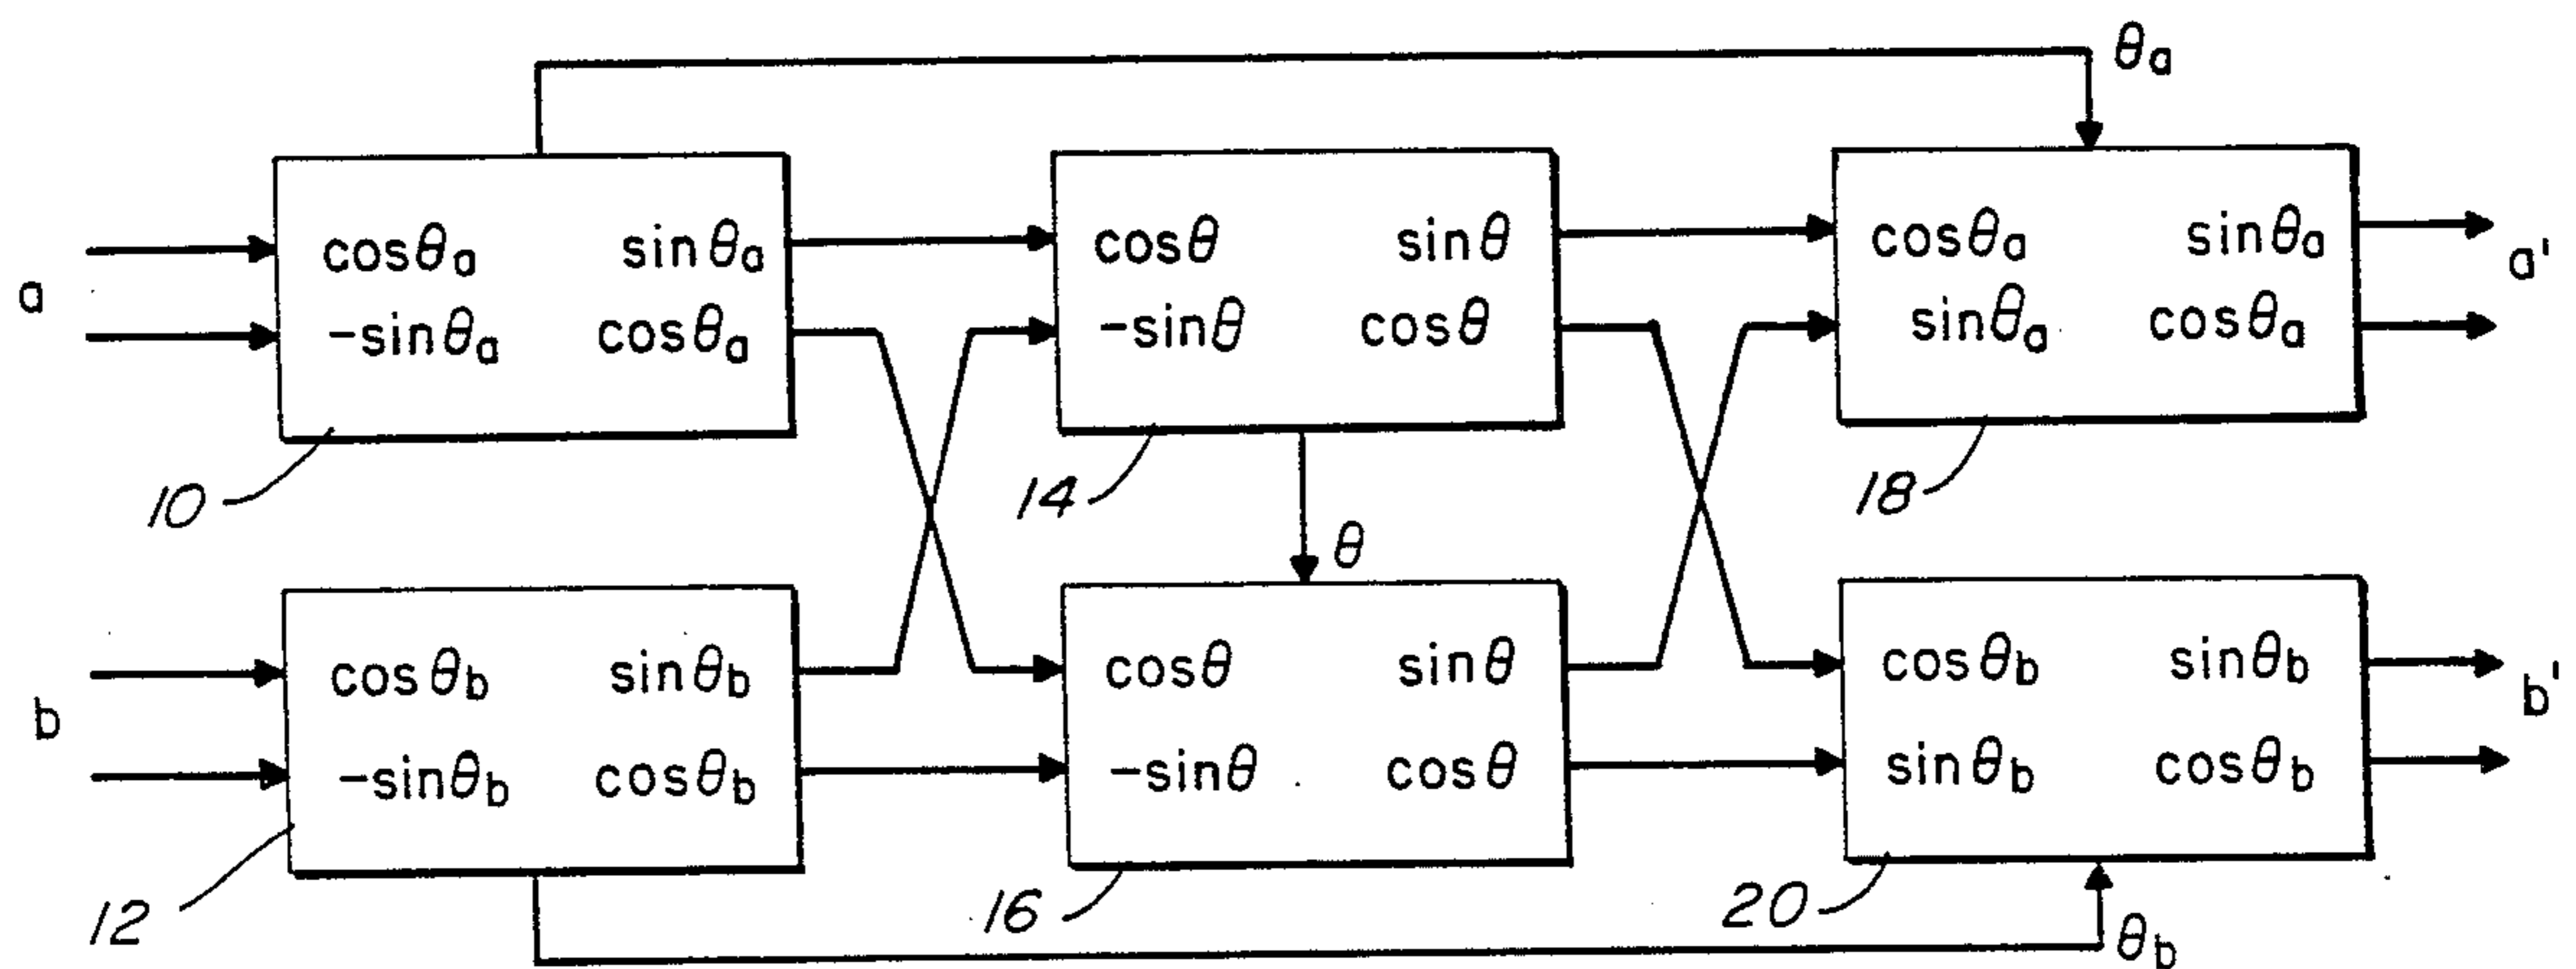 θa
cosθa sinθa cosθ sinθ cosθa sinθa
a a'
-sinθa cosθa -sinθ cosθ sinθa cosθa
10 14 18
θ
cosθb sinθb cosθ sinθ cosθb sinθb
b b'
-sinθb cosθb -sinθ cosθ sinθb cosθb
12 16 20
θb